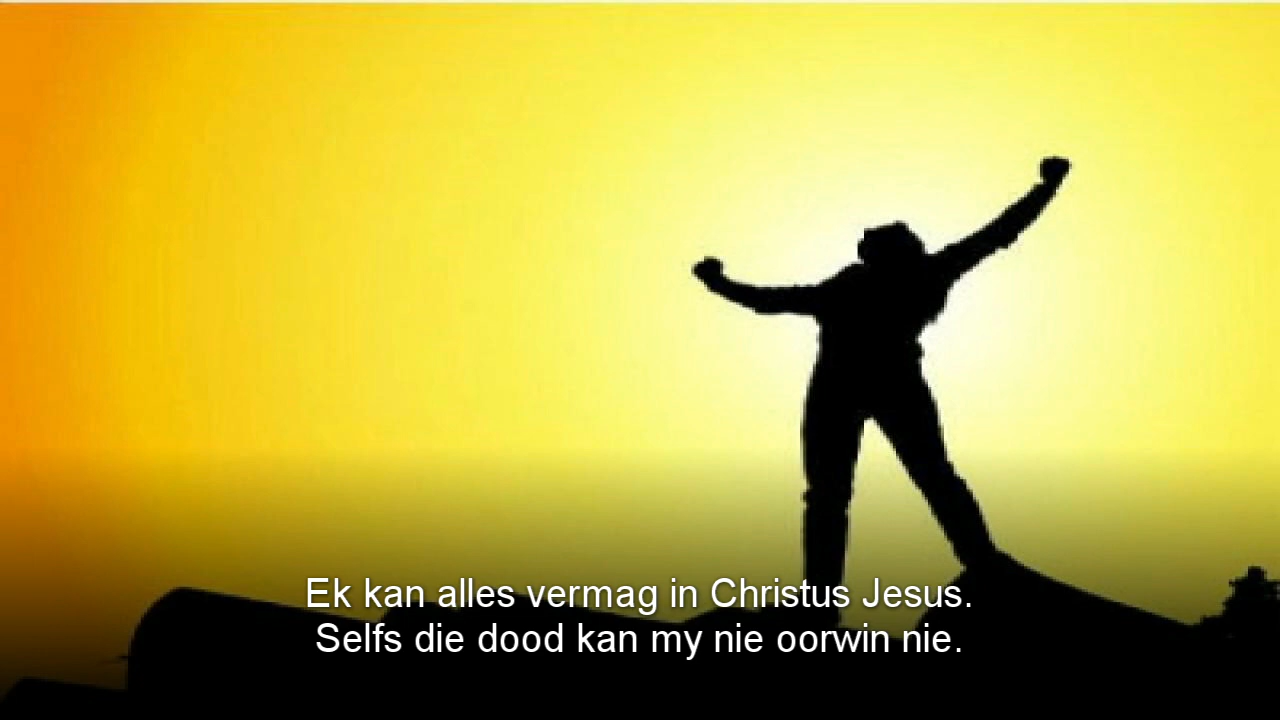 Ek kan alles vermag in Christus Jesus.
Selfs die dood kan my nie oorwin nie.